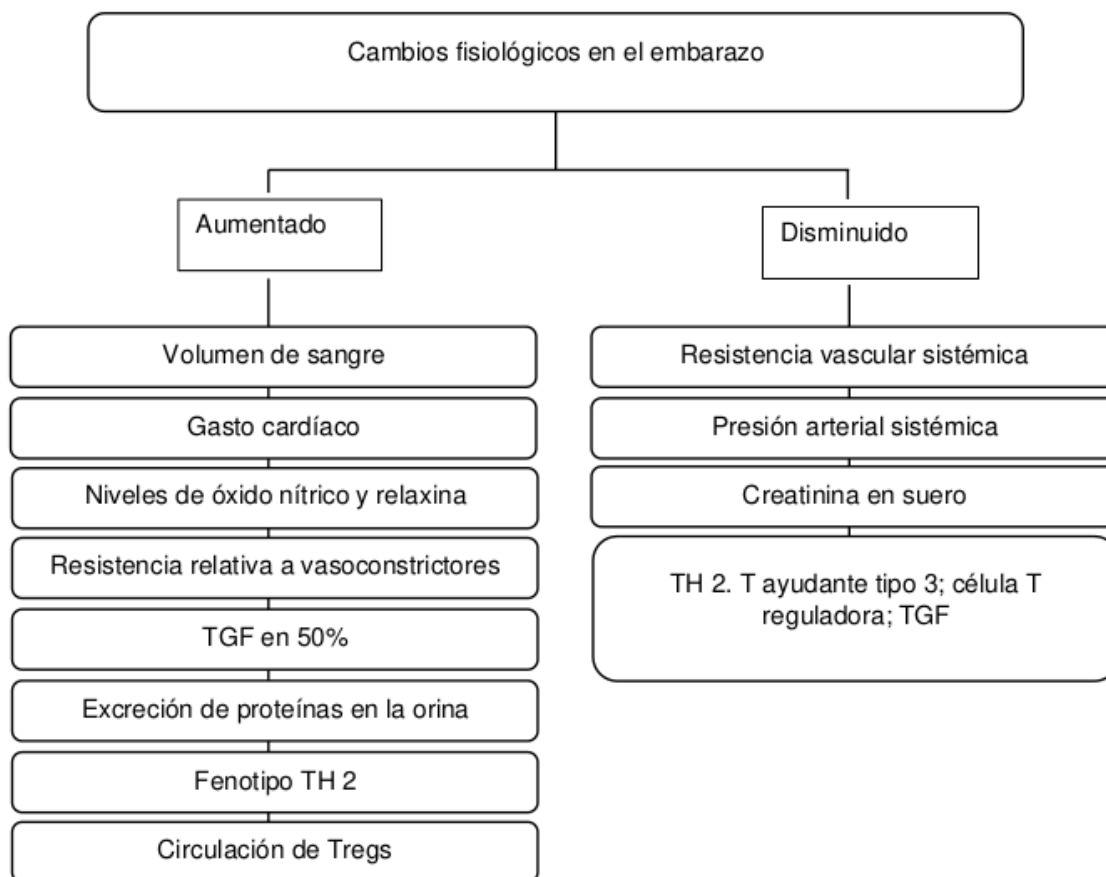 Cambios fisiológicos en el embarazo
Aumentado
Volumen de sangre
Gasto cardíaco
Niveles de óxido nítrico y relaxina
Resistencia relativa a vasoconstrictores
TGF en 50%
Excreción de proteínas en la orina
Fenotipo TH 2
Circulación de Tregs
Disminuido
Resistencia vascular sistémica
Presión arterial sistémica
Creatinina en suero
TH 2. T ayudante tipo 3; célula T
reguladora; TGF